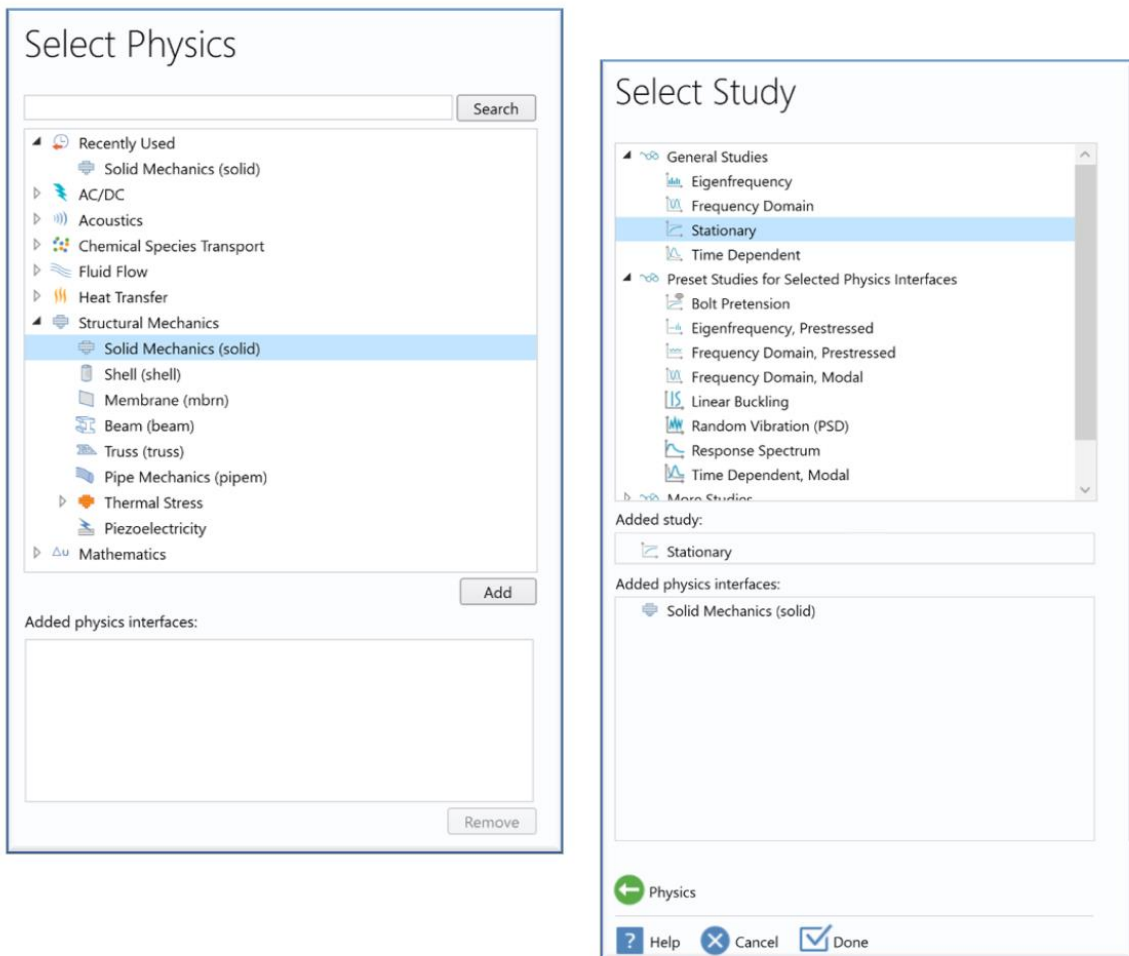 Select Physics
Search
Recently Used
Solid Mechanics (solid)
AC/DC
Acoustics
Chemical Species Transport
Fluid Flow
Heat Transfer
Structural Mechanics
Solid Mechanics (solid)
Shell (shell)
Membrane (mbrn)
Beam (beam)
Truss (truss)
Pipe Mechanics (pipem)
Thermal Stress
Piezoelectricity
Δu Mathematics
Add
Added physics interfaces:
Remove
Select Study
General Studies
Eigenfrequency
Frequency Domain
Stationary
Time Dependent
Preset Studies for Selected Physics Interfaces
Bolt Pretension
Eigenfrequency, Prestressed
Frequency Domain, Prestressed
Frequency Domain, Modal
Linear Buckling
Random Vibration (PSD)
Response Spectrum
Time Dependent, Modal
More Studies
Added study:
Stationary
Added physics interfaces:
Solid Mechanics (solid)
Physics
? Help Cancel Done